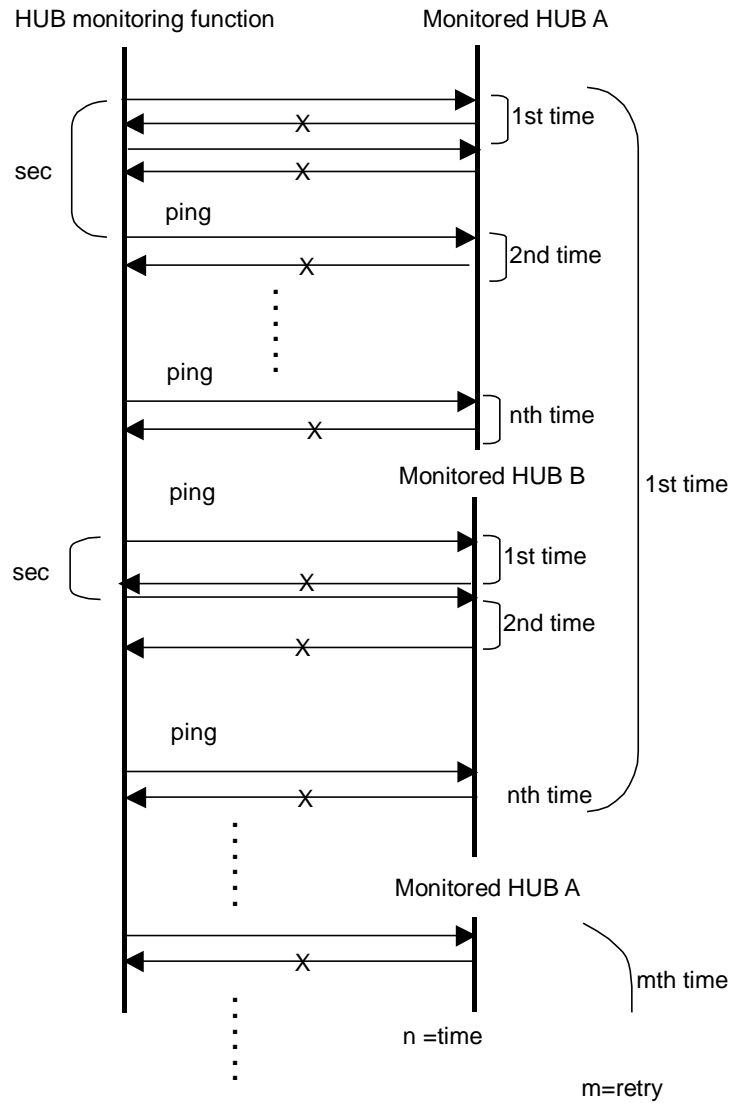 HUB monitoring function    Monitored HUB A
X
1st time
sec
X
ping
2nd time
X
ping
X
nth time
Monitored HUB B
1st time
ping
sec
X
1st time
2nd time
X
ping
X
nth time
Monitored HUB A
X
mth time
n =time
m=retry